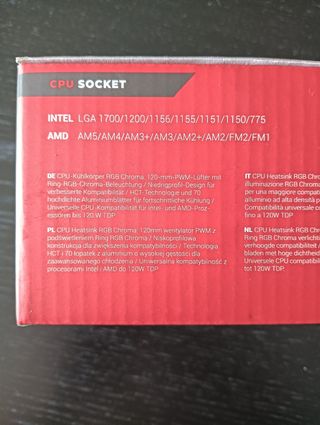 CPU SOCKET
INTEL LGA 1700/1200/1156/1155/1151/1150/775
AMD AM5/AM4/AM3+/AM3/AM2+/AM2/FM2/FM1
DE CPU-Kühlkörper RGB Chroma, 120-mm-PWM-Lüfter mit
Ring-RGB-Chroma-Beleuchtung / Niedrigprofil-Design für
verbesserte Kompatibilität / HCT-Technologie und 70
hochdichte Aluminiumblätter für fortschrittliche Kühlung /
Universelle CPU-Kompatibilität für Intel- und AMD-Proz-
essoren bis 120.W TDP
PL CPU Heatsink RGB Chroma, 120mm wentylator PWM z
podświetleniem Ring RGB Chroma / Niskoprofilowa
konstrukcja dla zwiększenia kompatybilności / Technologia
HCT i 70 łopatek z aluminium o wysokiej gęstości dla
zaawansowanego chłodzenia / Uniwersalna kompatybilność z
procesorami Intel i AMD do 120W TDP
IT CPU Heatsink RGB Chro
illuminazione RGB Chroma
per una maggiore compati
alluminio ad alta densità p
Compatibilità universale co
fino a 120W TDP
NL CPU Heatsink RGB Chro
Ring RGB Chroma verlichtin
verhoogde compatibiliteit /
bladen met hoge dichtheid
Universele CPU compatibil
tot 120W TDP